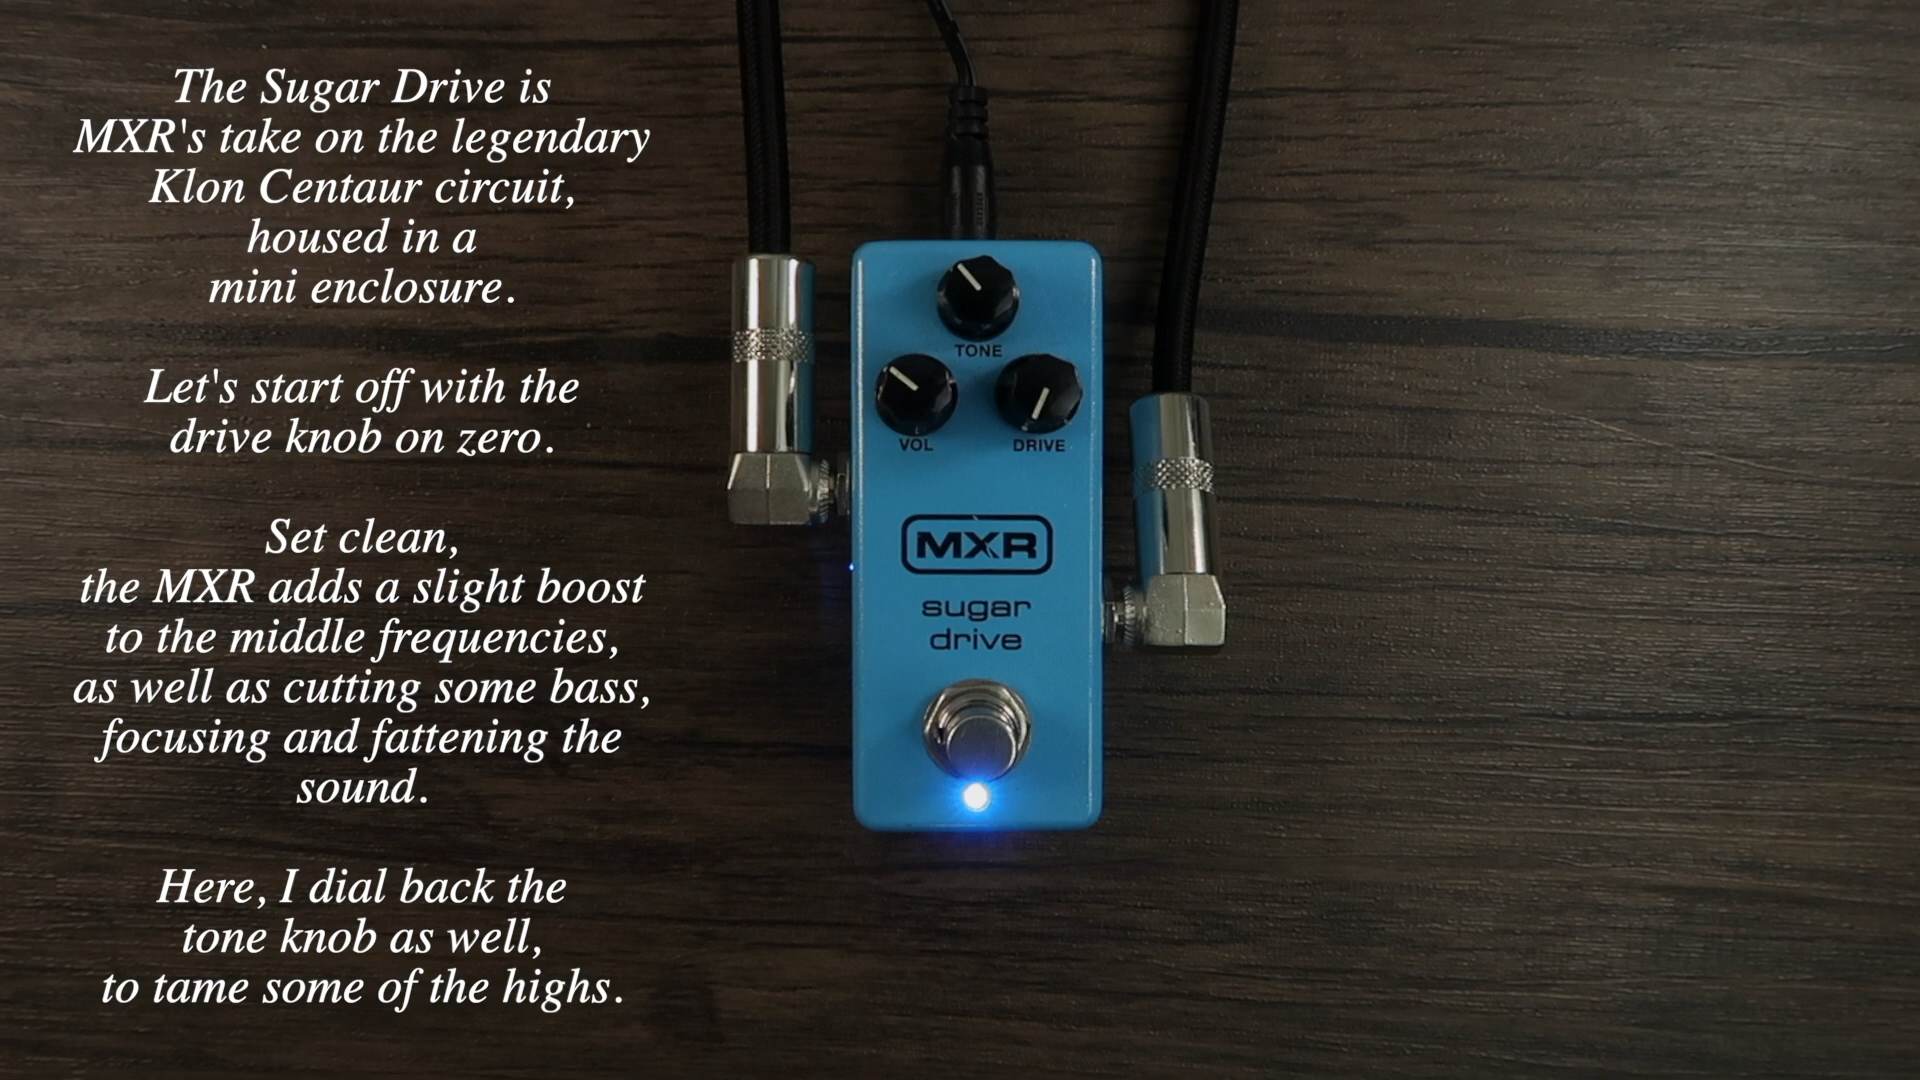 The Sugar Drive is
MXR's take on the legendary
Klon Centaur circuit,
housed in a
mini enclosure.
Let's start off with the
drive knob on zero.
Set clean,
the MXR adds a slight boost
to the middle frequencies,
as well as cutting some bass,
focusing and fattening the
sound.
Here, I dial back the
tone knob as well,
to tame some of the highs.
TONE
VOL
DRIVE
MXR
sugar
drive